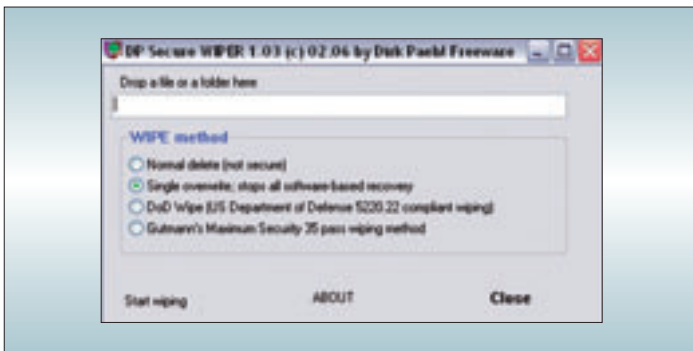 DP Secure WIPER 1.03 (c) 02.06 by Dirk Paehl Freeware
Drop a file or a folder here
WIPE method
Normal delete (not secure)
Single overwrite; stops all software-based recovery
DoD Wipe (US Department of Defense 5220.22 compliant wiping)
Gutmann's Maximum Security 35 pass wiping method
Start wiping ABOUT Close